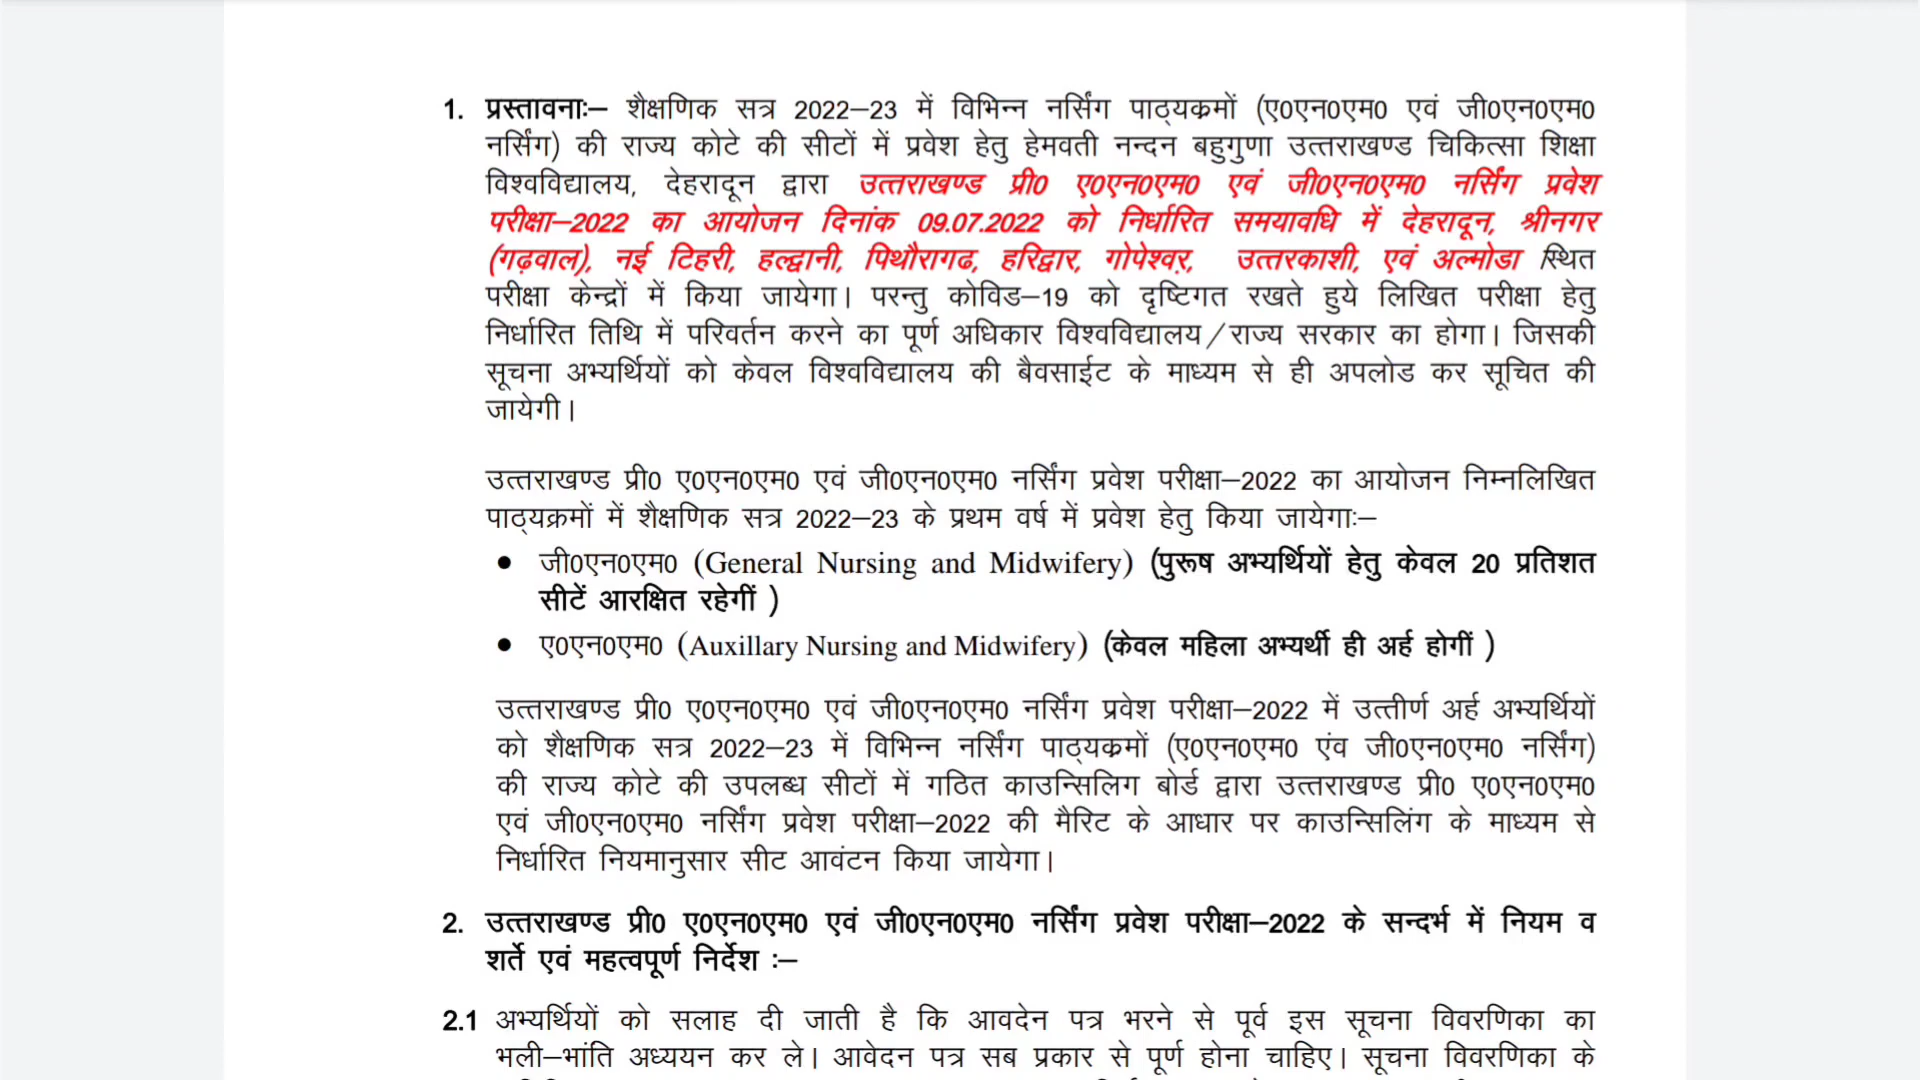 1. प्रस्तावनाः– शैक्षणिक सत्र 2022–23 में विभिन्न नर्सिंग पाठ्यक्रमों (ए0एन0एम0 एवं जी0एन0एम0
नर्सिंग) की राज्य कोटे की सीटों में प्रवेश हेतु हेमवती नन्दन बहुगुणा उत्तराखण्ड चिकित्सा शिक्षा
विश्वविद्यालय, देहरादून द्वारा उत्तराखण्ड प्री0 ए0एन0एम0 एवं जी0एन0एम0 नर्सिंग प्रवेश
परीक्षा–2022 का आयोजन दिनांक 09.07.2022 को निर्धारित समयावधि में देहरादून, श्रीनगर
(गढ़वाल), नई टिहरी, हल्द्वानी, पिथौरागढ, हरिद्वार, गोपेश्वर, उत्तरकाशी, एवं अल्मोडा स्थित
परीक्षा केन्द्रों में किया जायेगा। परन्तु कोविड–19 को दृष्टिगत रखते हुये लिखित परीक्षा हेतु
निर्धारित तिथि में परिवर्तन करने का पूर्ण अधिकार विश्वविद्यालय/राज्य सरकार का होगा। जिसकी
सूचना अभ्यर्थियों को केवल विश्वविद्यालय की बैवसाईट के माध्यम से ही अपलोड कर सूचित की
जायेगी।
उत्तराखण्ड प्री0 ए0एन0एम0 एवं जी0एन0एम0 नर्सिंग प्रवेश परीक्षा–2022 का आयोजन निम्नलिखित
पाठ्यक्रमों में शैक्षणिक सत्र 2022–23 के प्रथम वर्ष में प्रवेश हेतु किया जायेगाः–
● जी0एन0एम0 (General Nursing and Midwifery) (पुरूष अभ्यर्थियों हेतु केवल 20 प्रतिशत
सीटें आरक्षित रहेगीं )
● ए0एन0एम0 (Auxillary Nursing and Midwifery) (केवल महिला अभ्यर्थी ही अर्ह होगीं )
उत्तराखण्ड प्री0 ए0एन0एम0 एवं जी0एन0एम0 नर्सिंग प्रवेश परीक्षा–2022 में उत्तीर्ण अर्ह अभ्यर्थियों
को शैक्षणिक सत्र 2022–23 में विभिन्न नर्सिंग पाठ्यक्रमों (ए0एन0एम0 एंव जी0एन0एम0 नर्सिंग)
की राज्य कोटे की उपलब्ध सीटों में गठित काउन्सिलिग बोर्ड द्वारा उत्तराखण्ड प्री0 ए0एन0एम0
एवं जी0एन0एम0 नर्सिंग प्रवेश परीक्षा–2022 की मैरिट के आधार पर काउन्सिलिंग के माध्यम से
निर्धारित नियमानुसार सीट आवंटन किया जायेगा।
2. उत्तराखण्ड प्री0 ए0एन0एम0 एवं जी0एन0एम0 नर्सिंग प्रवेश परीक्षा–2022 के सन्दर्भ में नियम व
शर्ते एवं महत्वपूर्ण निर्देश :–
2.1 अभ्यर्थियों को सलाह दी जाती है कि आवदेन पत्र भरने से पूर्व इस सूचना विवरणिका का
भली–भांति अध्ययन कर ले। आवेदन पत्र सब प्रकार से पूर्ण होना चाहिए। सूचना विवरणिका के